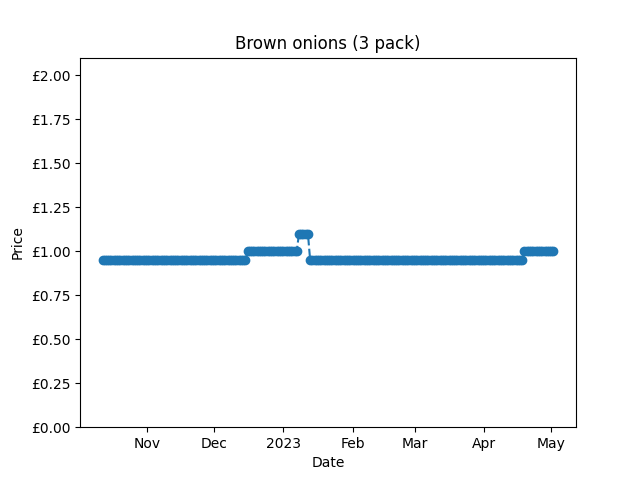 Brown onions (3 pack)
£2.00
£1.75
£1.50
£1.25
£1.00
£0.75
£0.50
£0.25
£0.00
Price
Nov Dec 2023 Feb Mar Apr May
Date